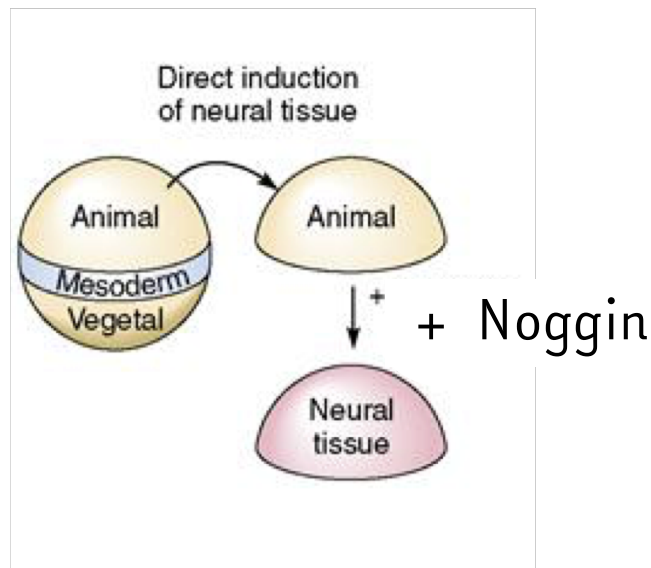 Direct induction
of neural tissue
Animal
Animal
Mesoderm
Vegetal
+
+ Noggin
Neural
tissue